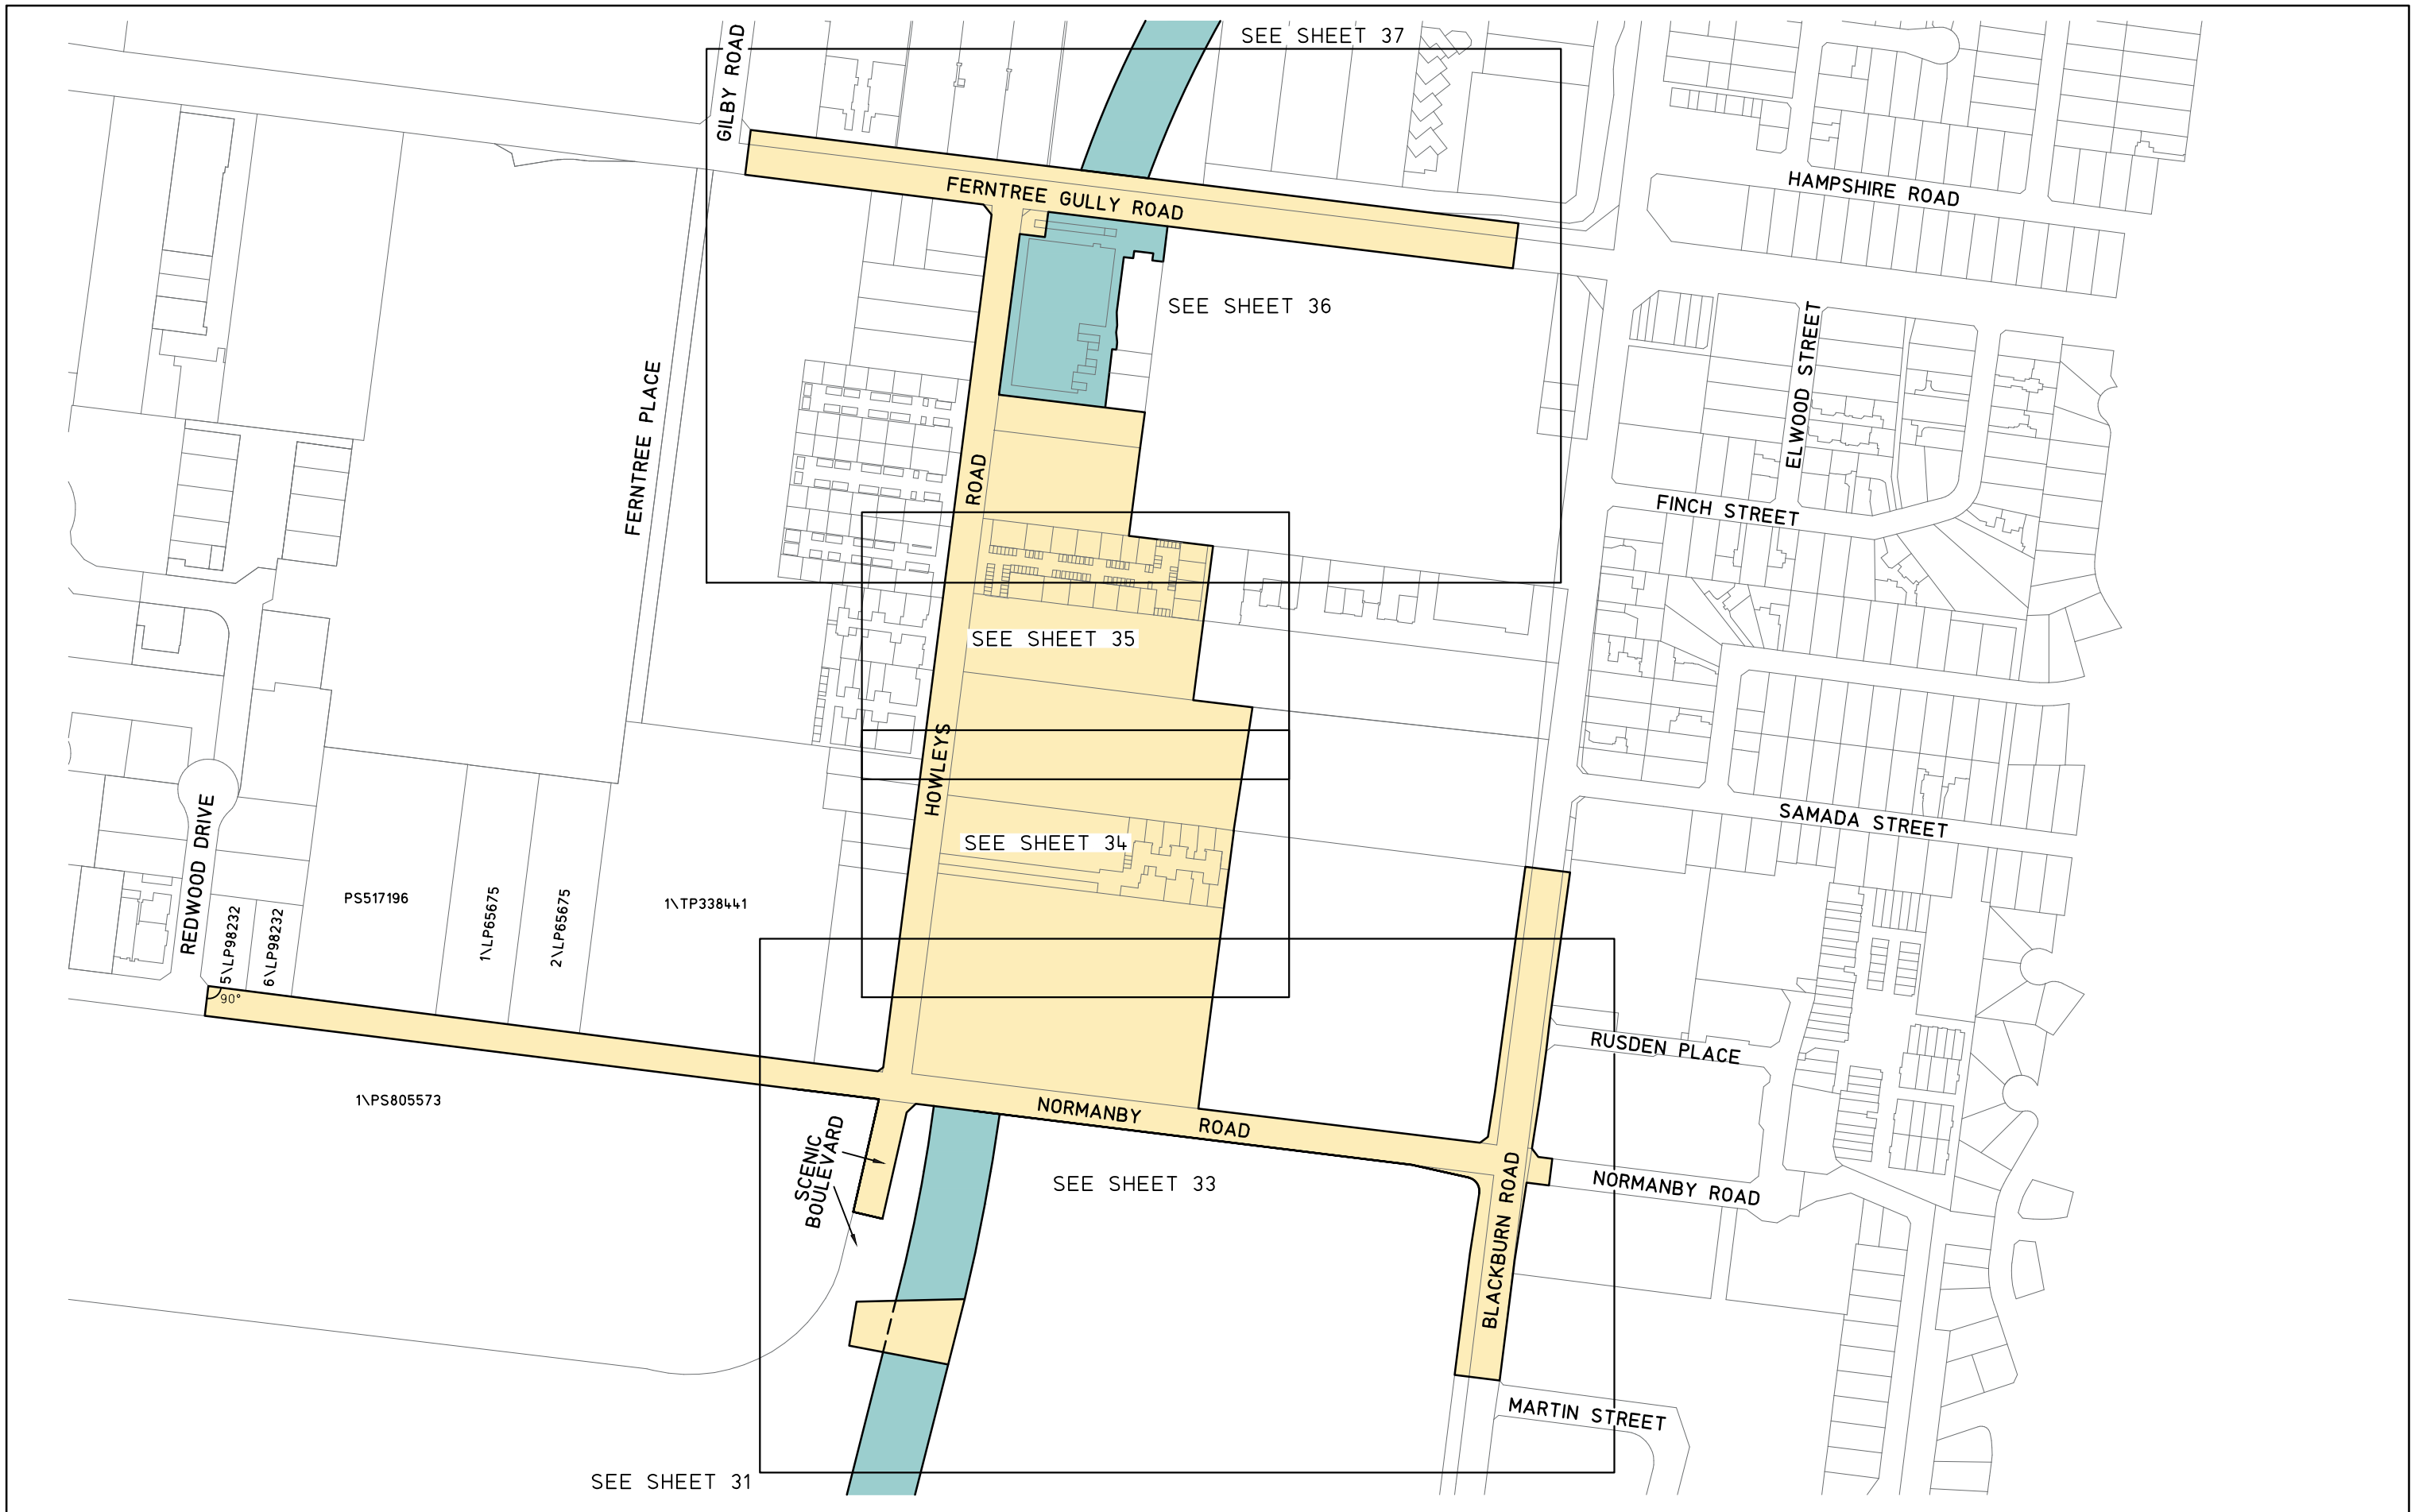 SEE SHEET 37
GILBY ROAD
FERNTREE GULLY ROAD
HAMPSHIRE ROAD
SEE SHEET 36
FERNTREE PLACE
ELWOOD STREET
ROAD
FINCH STREET
SEE SHEET 35
HOWLEYS
SEE SHEET 34
SAMADA STREET
REDWOOD DRIVE
5\LP98232
6\LP98232
PS517196
1\LP65675
2\LP65675
1\TP338441
90°
RUSDEN PLACE
1\PS805573
NORMANBY ROAD
SCENIC
BOULEVARD
SEE SHEET 33
BLACKBURN ROAD
NORMANBY ROAD
MARTIN STREET
SEE SHEET 31